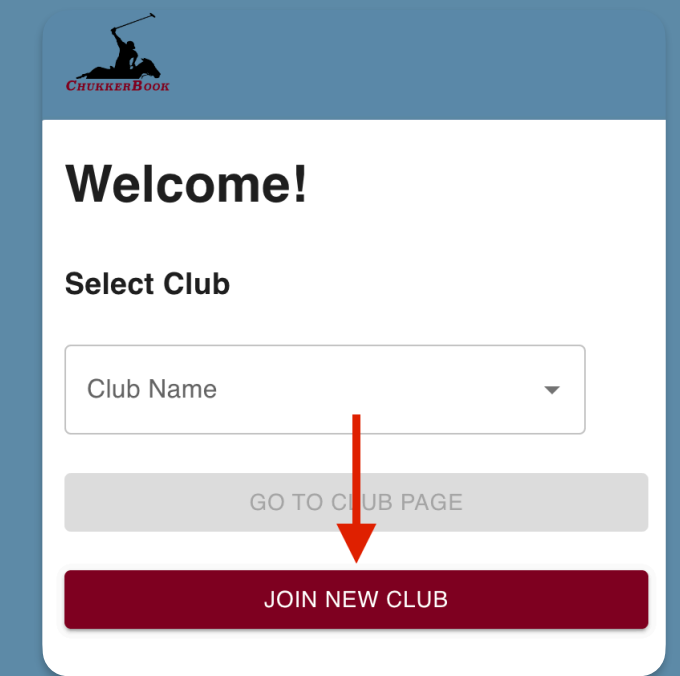 ChukkerBook
Welcome!
Select Club
Club Name
GO TO CLUB PAGE
JOIN NEW CLUB